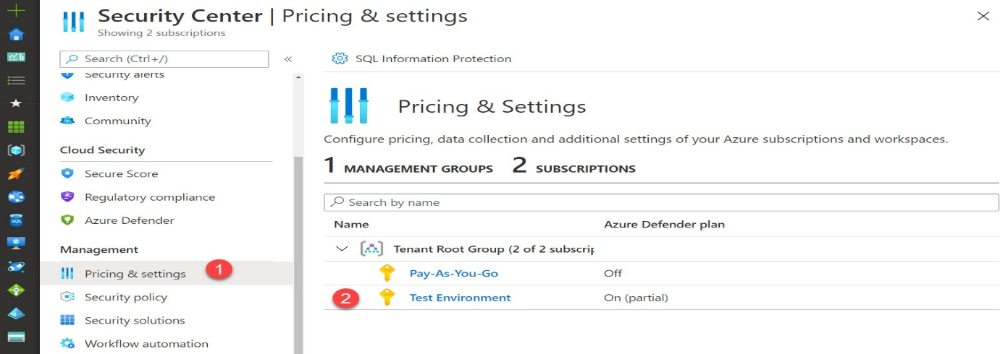 Security Center | Pricing & settings
Showing 2 subscriptions
Search (Ctrl+/)
«
Security alerts
Inventory
Community
Cloud Security
Secure Score
Regulatory compliance
Azure Defender
Management
Pricing & settings
1
Security policy
Security solutions
Workflow automation
SQL Information Protection
Pricing & Settings
Configure pricing, data collection and additional settings of your Azure subscriptions and workspaces.
1 MANAGEMENT GROUPS 2 SUBSCRIPTIONS
Search by name
Name Azure Defender plan
Tenant Root Group (2 of 2 subscrip
Pay-As-You-Go Off
2 Test Environment On (partial)
SQL